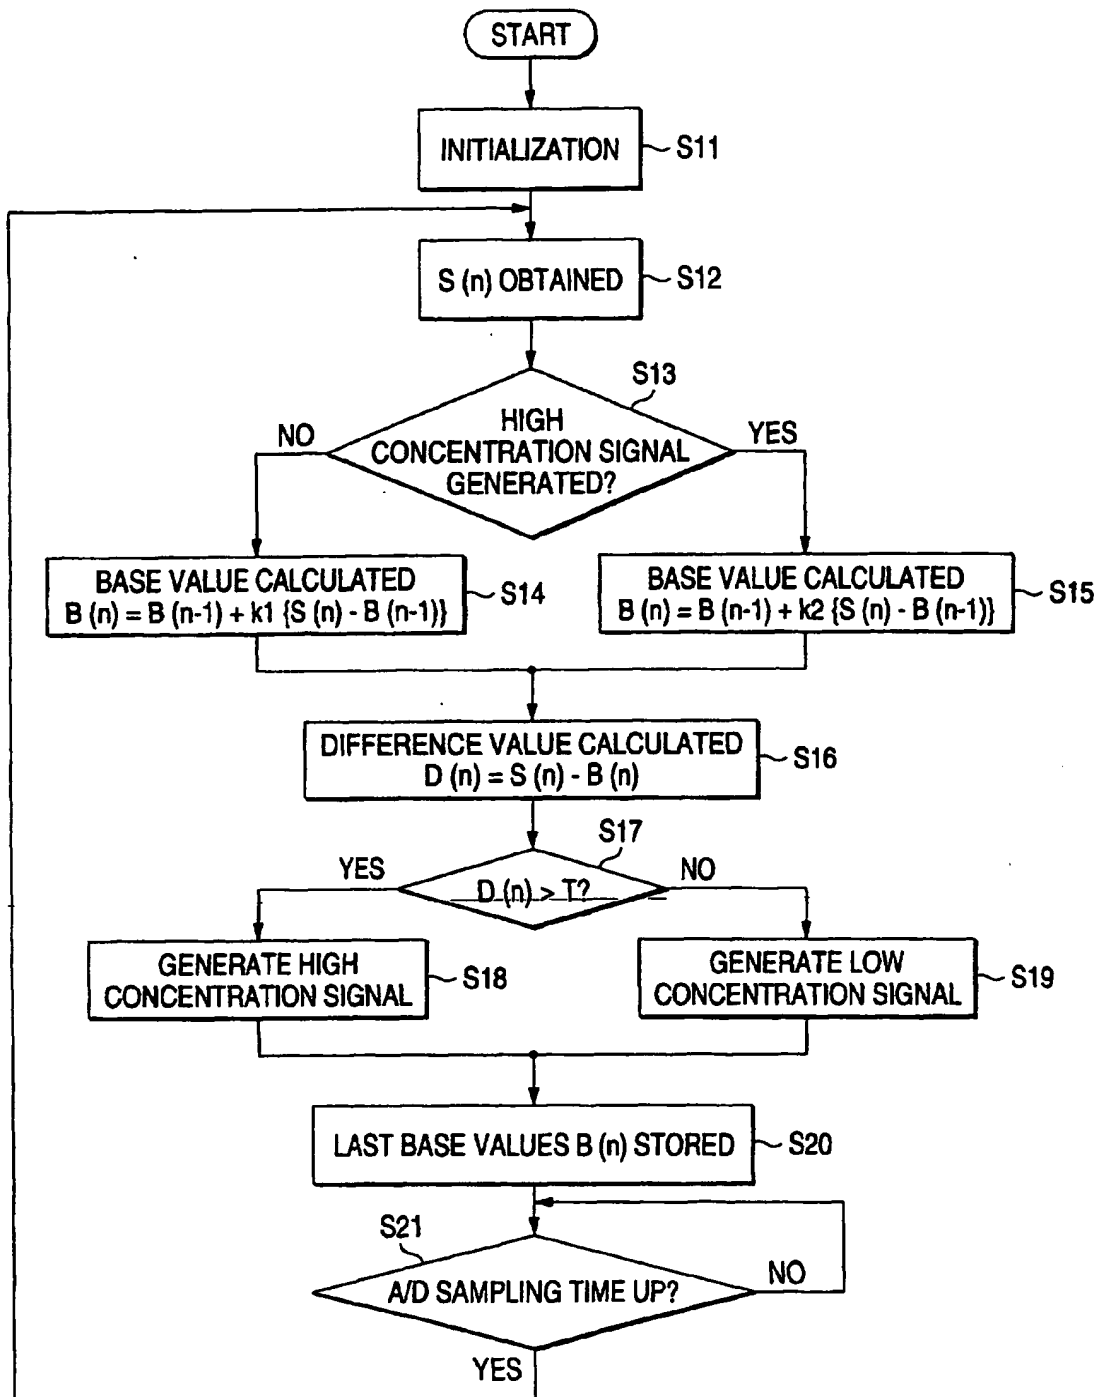 START
INITIALIZATION
S11
S (n) OBTAINED
S12
S13
HIGH
CONCENTRATION SIGNAL
GENERATED?
NO
YES
BASE VALUE CALCULATED
B (n) = B (n-1) + k1 {S (n) - B (n-1)}
S14
BASE VALUE CALCULATED
B (n) = B (n-1) + k2 {S (n) - B (n-1)}
S15
DIFFERENCE VALUE CALCULATED
D (n) = S (n) - B (n)
S16
S17
YES
D (n) > T?
NO
GENERATE HIGH
CONCENTRATION SIGNAL
S18
GENERATE LOW
CONCENTRATION SIGNAL
S19
LAST BASE VALUES B (n) STORED
S20
S21
A/D SAMPLING TIME UP?
NO
YES